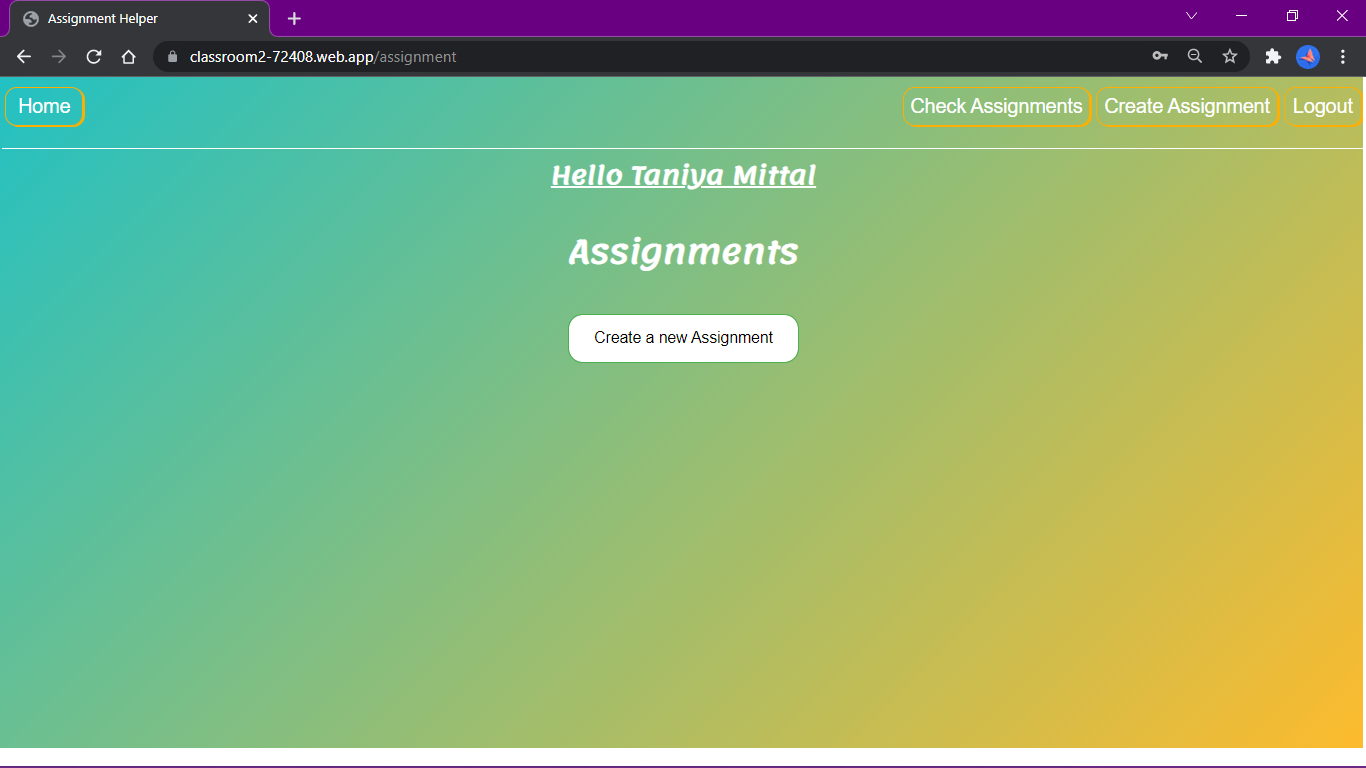 Assignment Helper
classroom2-72408.web.app/assignment
Home Check Assignments Create Assignment Logout
Hello Taniya Mittal
Assignments
Create a new Assignment